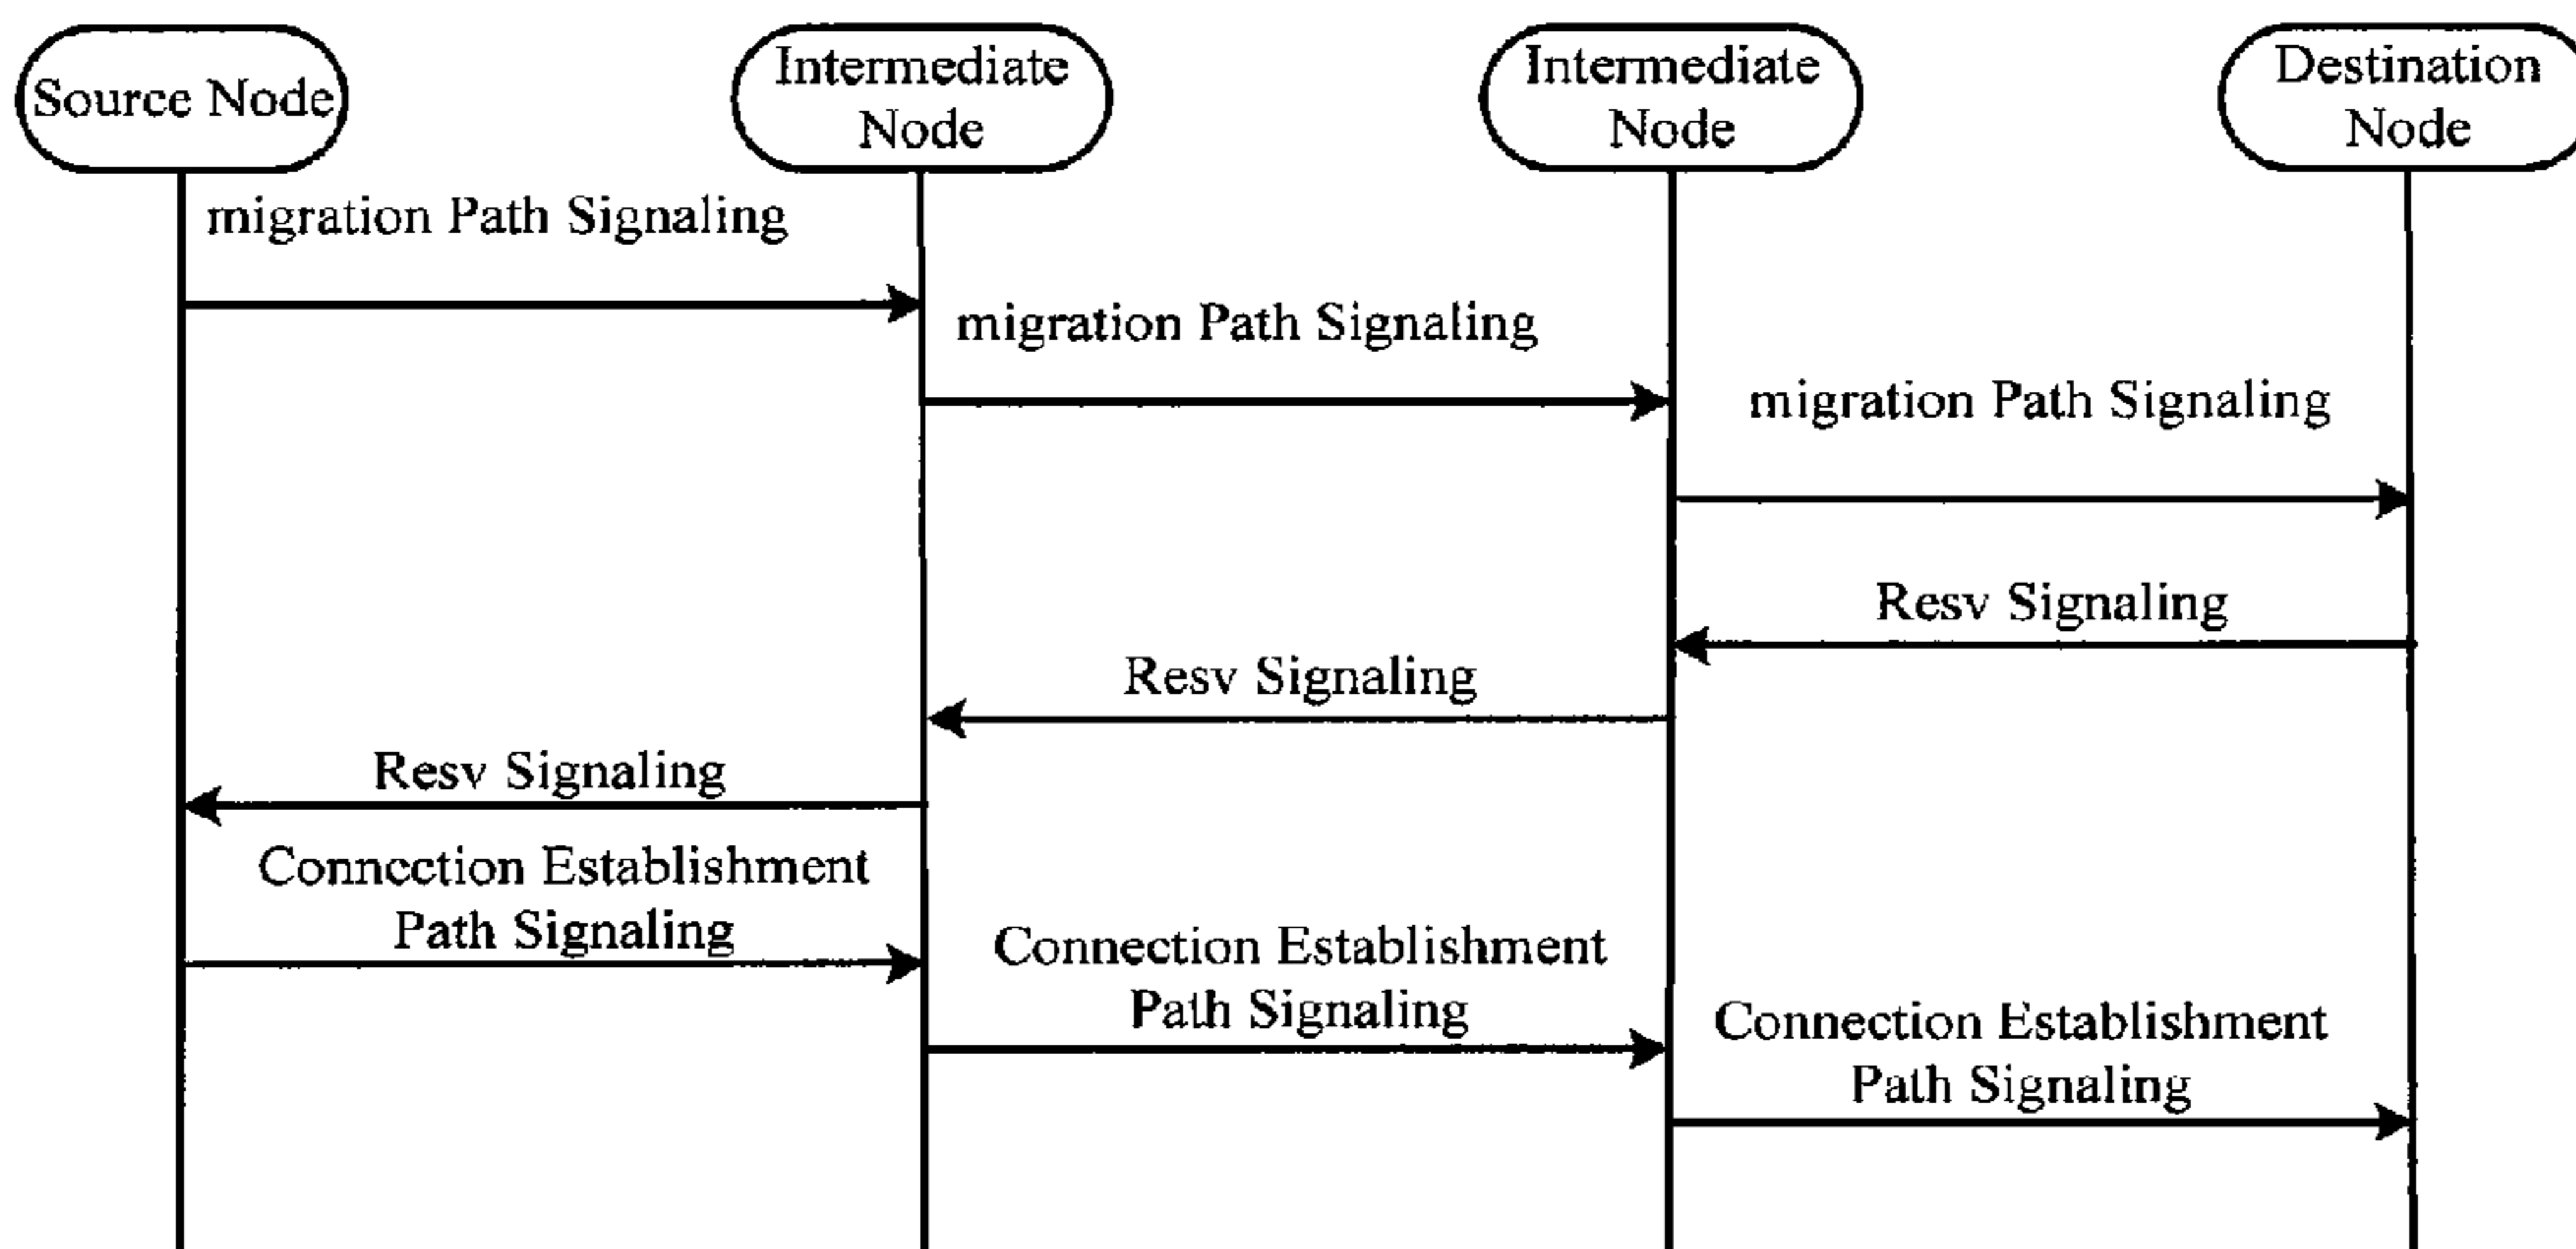 Source Node
Intermediate
Node
Intermediate
Node
Destination
Node
migration Path Signaling
migration Path Signaling
migration Path Signaling
Resv Signaling
Resv Signaling
Resv Signaling
Connection Establishment
Path Signaling
Connection Establishment
Path Signaling
Connection Establishment
Path Signaling